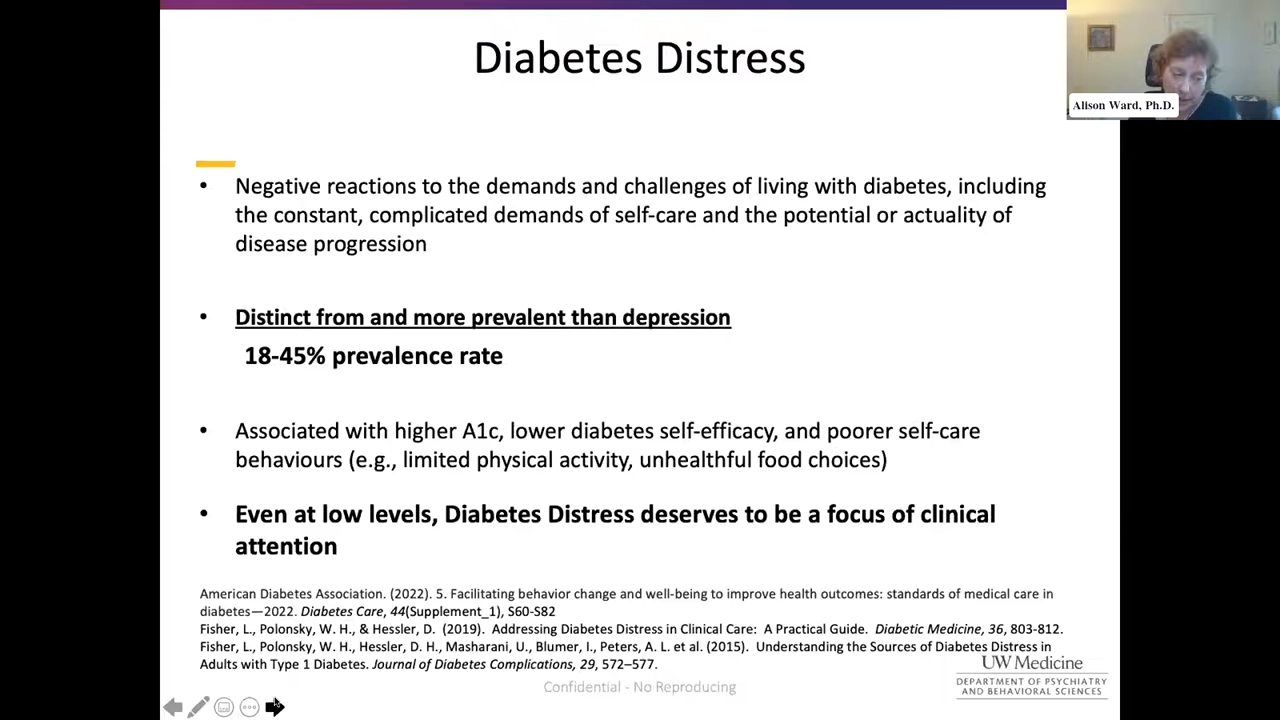 Diabetes Distress
Alison Ward, Ph.D.
• Negative reactions to the demands and challenges of living with diabetes, including
the constant, complicated demands of self-care and the potential or actuality of
disease progression
• Distinct from and more prevalent than depression
18-45% prevalence rate
• Associated with higher A1c, lower diabetes self-efficacy, and poorer self-care
behaviours (e.g., limited physical activity, unhealthful food choices)
• Even at low levels, Diabetes Distress deserves to be a focus of clinical
attention
American Diabetes Association. (2022). 5. Facilitating behavior change and well-being to improve health outcomes: standards of medical care in
diabetes—2022. Diabetes Care, 44(Supplement_1), S60-S82
Fisher, L., Polonsky, W. H., & Hessler, D. (2019). Addressing Diabetes Distress in Clinical Care: A Practical Guide. Diabetic Medicine, 36, 803-812.
Fisher, L., Polonsky, W. H., Hessler, D. H., Masharani, U., Blumer, I., Peters, A. L. et al. (2015). Understanding the Sources of Diabetes Distress in
Adults with Type 1 Diabetes. Journal of Diabetes Complications, 29, 572–577.
UW Medicine
DEPARTMENT OF PSYCHIATRY
AND BEHAVIORAL SCIENCES
Confidential - No Reproducing